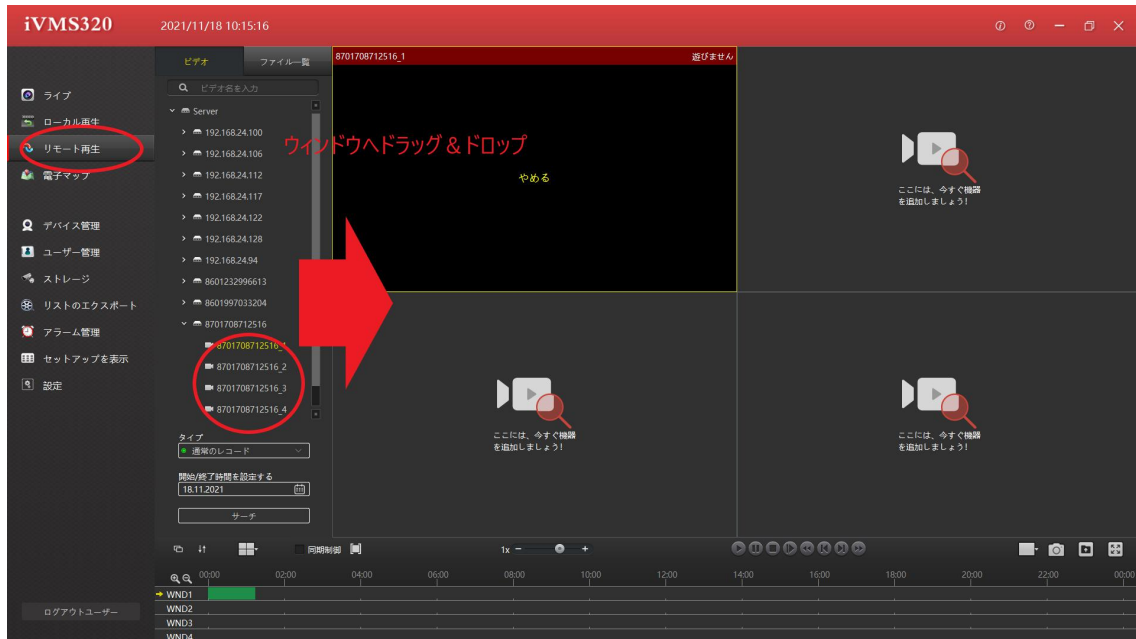 iVMS320
2021/11/18 10:15:16
ライブ
ローカル再生
リモート再生
電子マップ
デバイス管理
ユーザー管理
ストレージ
リストのエクスポート
アラーム管理
セットアップを表示
設定
ログアウトユーザー
ビデオ ファイル一覧
ビデオ名を入力
Server
192.168.24.100
192.168.24.106
192.168.24.112
192.168.24.117
192.168.24.122
192.168.24.128
192.168.24.94
8601232996613
8601997033204
8701708712516
8701708712516_1
8701708712516_2
8701708712516_3
8701708712516_4
タイプ
通常のレコード
開始/終了時間を設定する
18.11.2021
サーチ
ウィンドウへドラッグ＆ドロップ
8701708712516_1 遊びません
やめる
ここには、今すぐ機器
を追加しましょう!
ここには、今すぐ機器
を追加しましょう!
ここには、今すぐ機器
を追加しましょう!
同期制御
1x − +
00:00 02:00 04:00 06:00 08:00 10:00 12:00 14:00 16:00 18:00 20:00 22:00 00:00
WND1
WND2
WND3
WND4